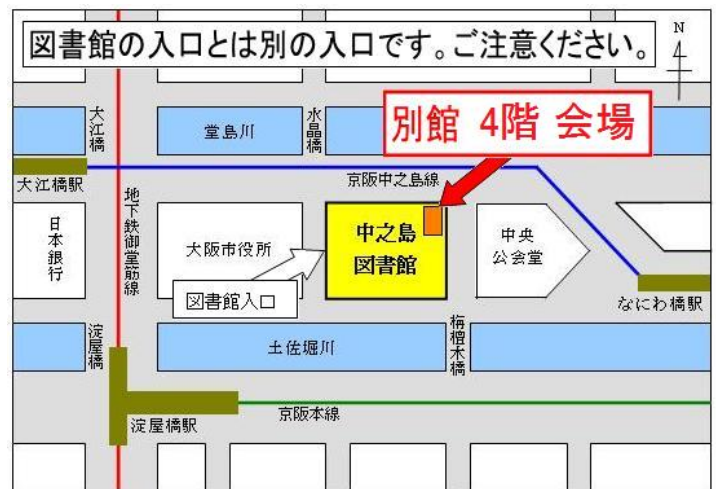 図書館の入口とは別の入口です。ご注意ください。
N
大江橋
堂島川
水晶橋
別館 4階 会場
大江橋駅
京阪中之島線
地下鉄御堂筋線
日本銀行
大阪市役所
中之島
図書館
中央
公会堂
図書館入口
なにわ橋駅
淀屋橋
土佐堀川
栴檀木橋
京阪本線
淀屋橋駅